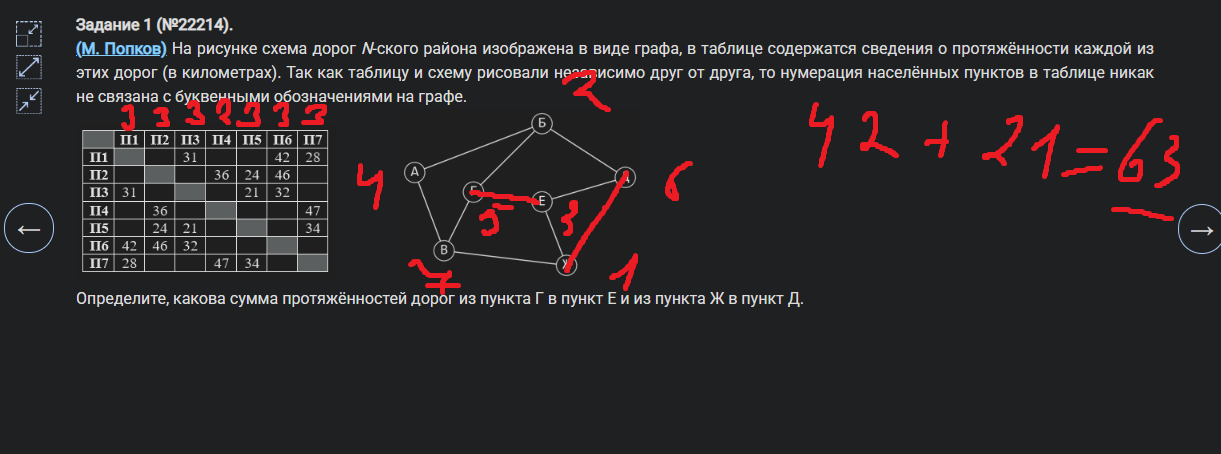 Задание 1 (№22214).
(М. Попков) На рисунке схема дорог N-ского района изображена в виде графа, в таблице содержатся сведения о протяжённости каждой из
этих дорог (в километрах). Так как таблицу и схему рисовали независимо друг от друга, то нумерация населённых пунктов в таблице никак
не связана с буквенными обозначениями на графе.
3 3 3 2 3 3 3
П1 П2 П3 П4 П5 П6 П7
П1 31 42 28
П2 36 24 46
П3 31 21 32
П4 36 47
П5 24 21 34
П6 42 46 32
П7 28 47 34
2
Б
4 А
Г Е Д 6
5 3
В Ж
7 1
42 + 21 = 63
Определите, какова сумма протяжённостей дорог из пункта Г в пункт Е и из пункта Ж в пункт Д.